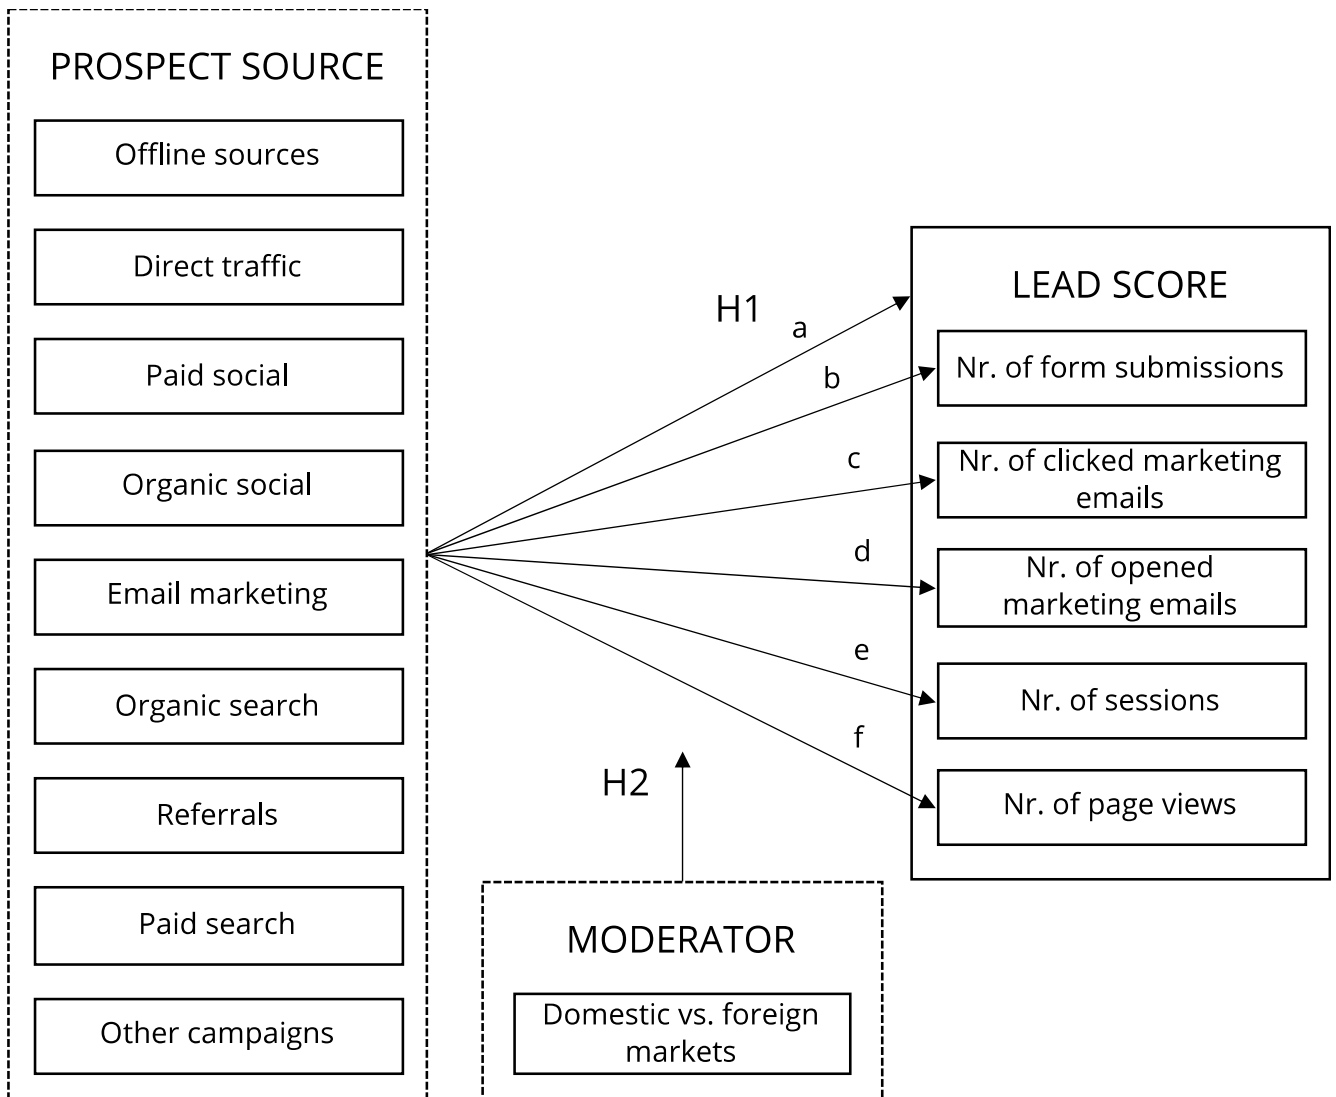 PROSPECT SOURCE
Offline sources
Direct traffic
Paid social
Organic social
Email marketing
Organic search
Referrals
Paid search
Other campaigns
H1
a
b
c
d
e
f
H2
MODERATOR
Domestic vs. foreign
markets
LEAD SCORE
Nr. of form submissions
Nr. of clicked marketing
emails
Nr. of opened
marketing emails
Nr. of sessions
Nr. of page views